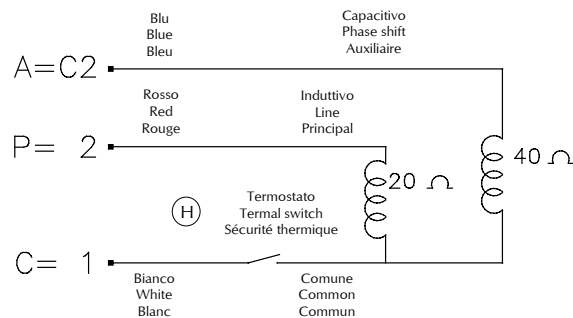 Blu
Blue
Bleu
Capacitivo
Phase shift
Auxiliaire
A=C2
Rosso
Red
Rouge
Induttivo
Line
Principal
P= 2
40 Ω
20 Ω
H
Termostato
Termal switch
Sécurité thermique
C= 1
Bianco
White
Blanc
Comune
Common
Commun